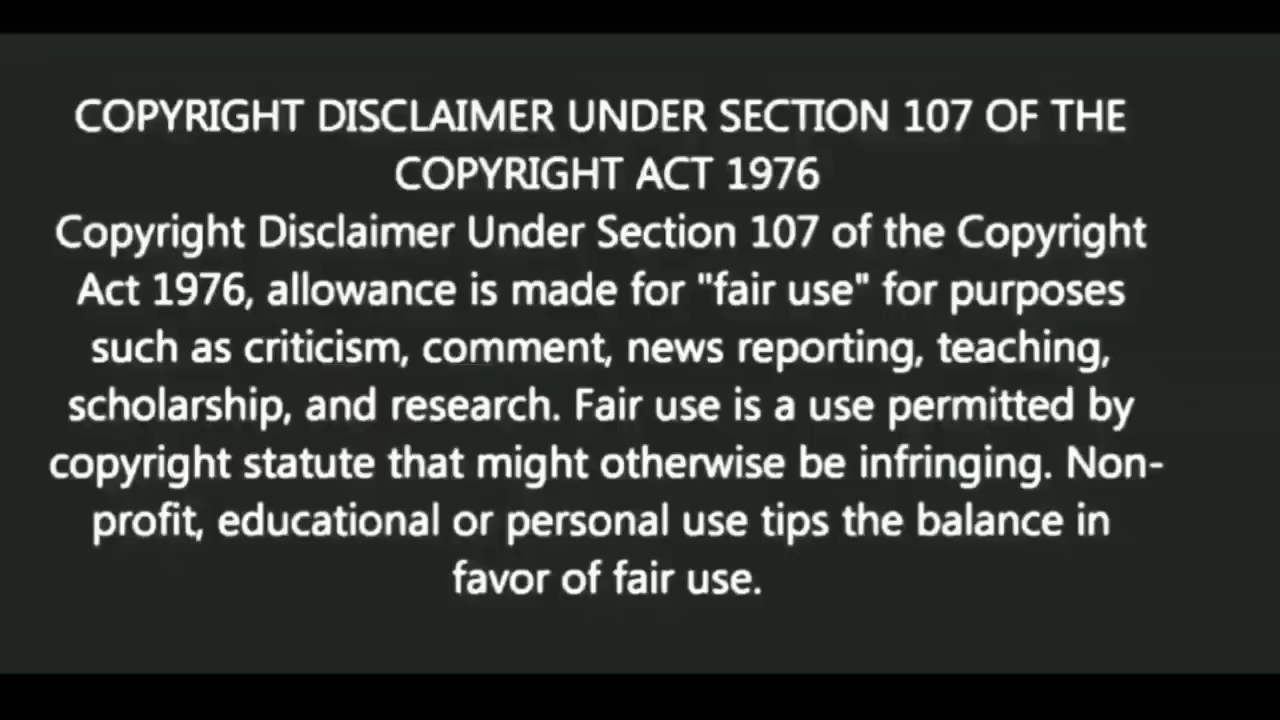 COPYRIGHT DISCLAIMER UNDER SECTION 107 OF THE
COPYRIGHT ACT 1976
Copyright Disclaimer Under Section 107 of the Copyright
Act 1976, allowance is made for "fair use" for purposes
such as criticism, comment, news reporting, teaching,
scholarship, and research. Fair use is a use permitted by
copyright statute that might otherwise be infringing. Non-
profit, educational or personal use tips the balance in
favor of fair use.